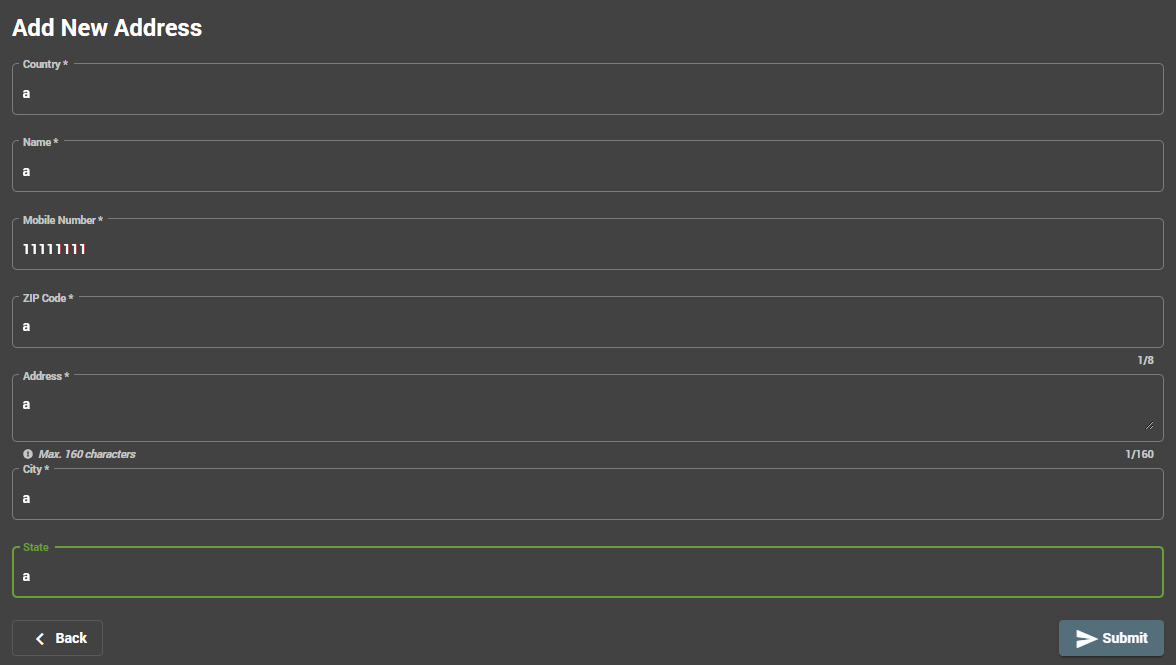 Add New Address
Country *
a
Name *
a
Mobile Number *
11111111
ZIP Code *
a
1/8
Address *
a
Max. 160 characters
1/160
City *
a
State
a
Back
Submit